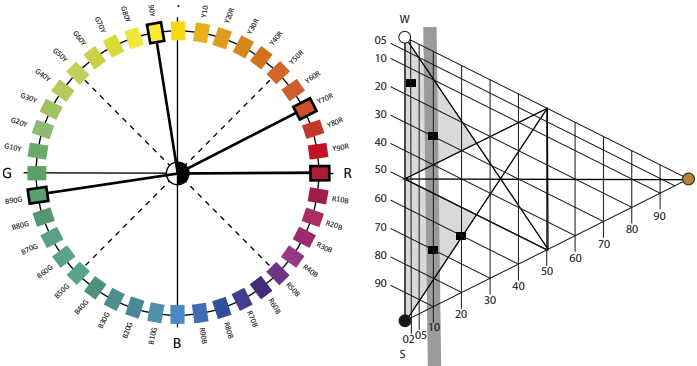 90Y
Y10
Y20R
Y30R
Y40R
Y50R
Y60R
Y70R
Y80R
Y90R
R
R10B
R20B
R30B
R40B
R50B
R60B
R70B
R80B
R90B
B
B10G
B20G
B30G
B40G
B50G
B60G
B70G
B80G
B90G
G
G10Y
G20Y
G30Y
G40Y
G50Y
G60Y
G70Y
G80Y
W
05
10
20
30
40
50
60
70
80
90
S
02
05
10
20
30
40
50
60
70
80
90